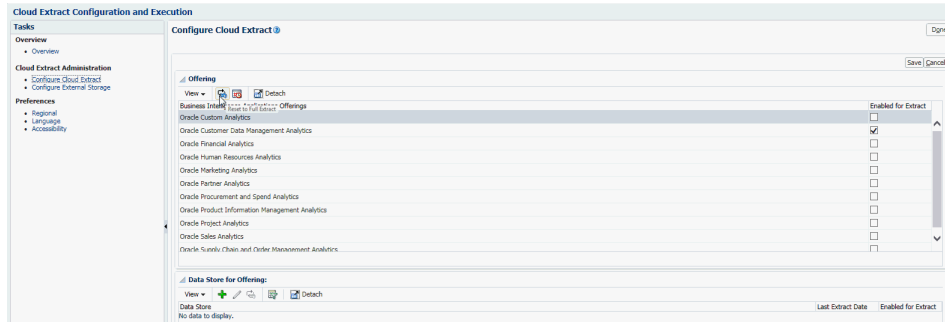 Cloud Extract Configuration and Execution
Tasks
Overview
Overview
Cloud Extract Administration
Configure Cloud Extract
Configure External Storage
Preferences
Regional
Language
Accessibility
Configure Cloud Extract
Done
Save Cancel
Offering
View Detach
Reset to Full Extract
Business Intelligence Applications Offerings Enabled for Extract
Oracle Custom Analytics
Oracle Customer Data Management Analytics
Oracle Financial Analytics
Oracle Human Resources Analytics
Oracle Marketing Analytics
Oracle Partner Analytics
Oracle Procurement and Spend Analytics
Oracle Product Information Management Analytics
Oracle Project Analytics
Oracle Sales Analytics
Oracle Supply Chain and Order Management Analytics
Data Store for Offering:
View Detach
Data Store Last Extract Date Enabled for Extract
No data to display.